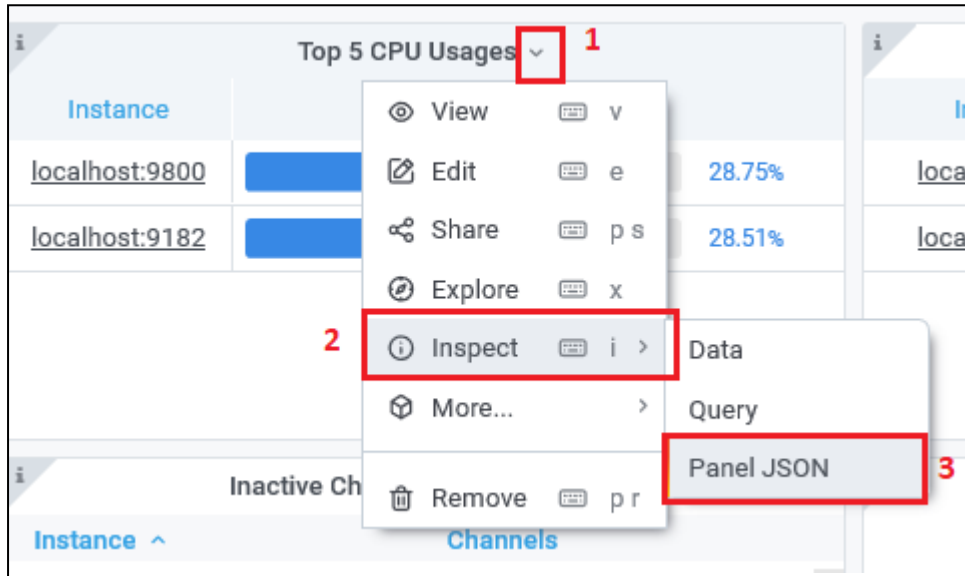 i
Top 5 CPU Usages
1
i
Instance
View v
localhost:9800
Edit e
28.75%
localhost:9182
Share p s
28.51%
Explore x
2
Inspect i
Data
More...
Query
Panel JSON
3
i
Inactive Ch
Remove p r
Instance
Channels